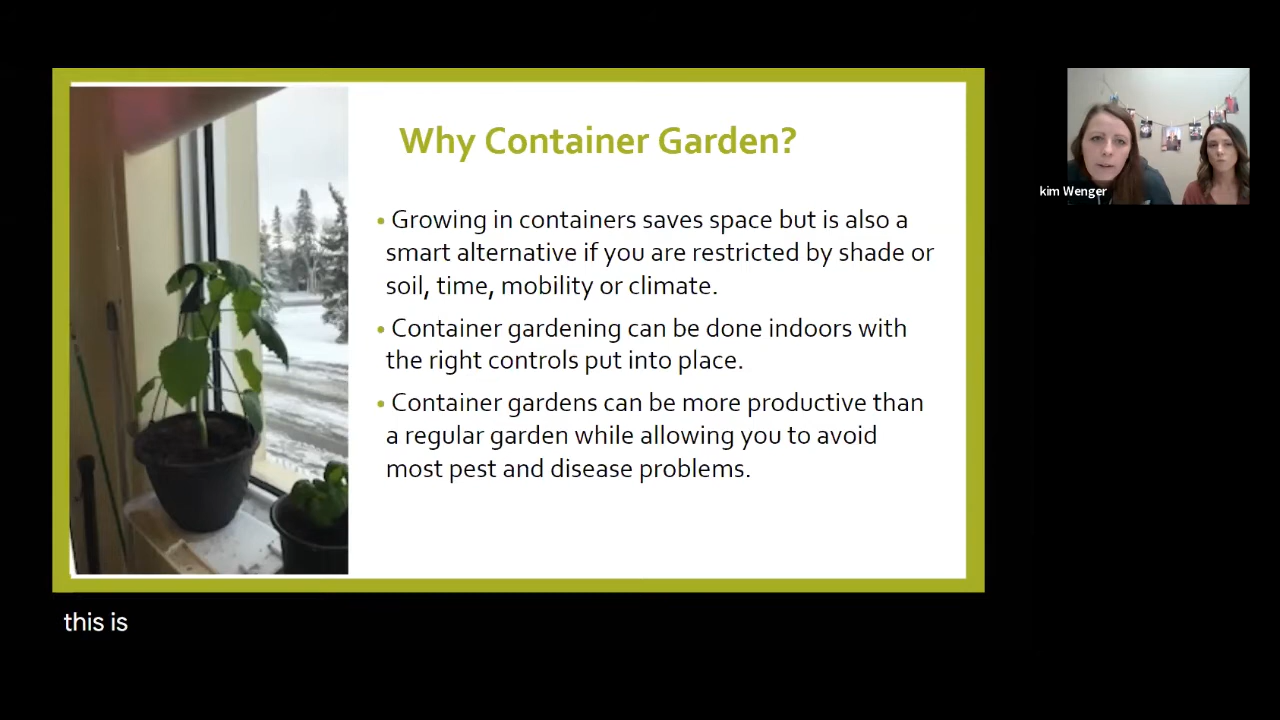 Why Container Garden?
• Growing in containers saves space but is also a
smart alternative if you are restricted by shade or
soil, time, mobility or climate.
• Container gardening can be done indoors with
the right controls put into place.
• Container gardens can be more productive than
a regular garden while allowing you to avoid
most pest and disease problems.
kim Wenger
this is